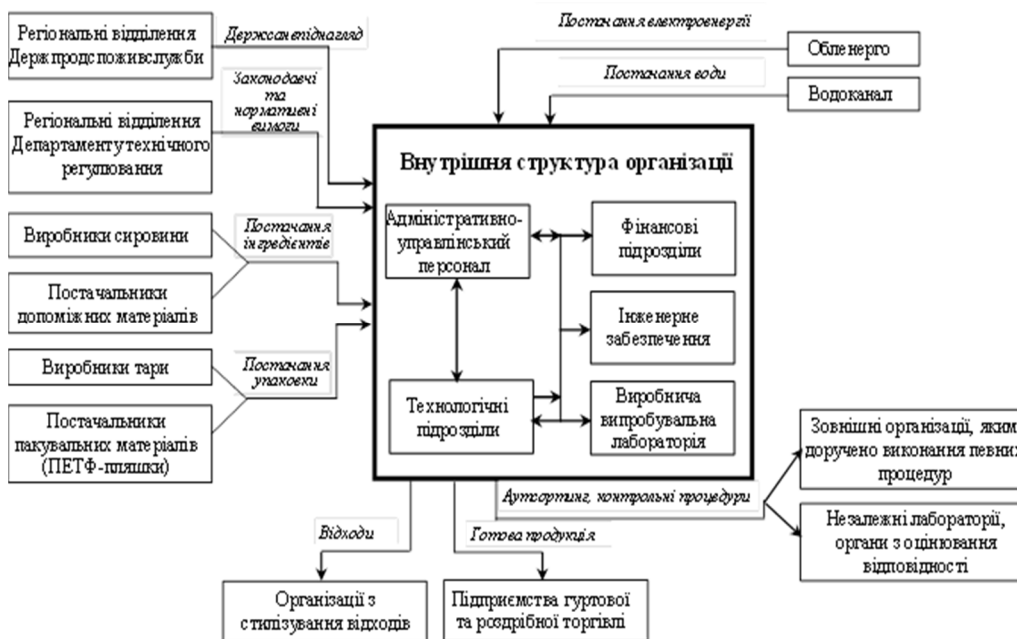 Регіональні відділення
Держпродспоживслужби
Держсанепіднагляд
Законодавчі
та
нормативні
вимоги
Регіональні відділення
Департаменту технічного
регулювання
Виробники сировини
Постачання
інгредієнтів
Постачальники
допоміжних матеріалів
Виробники тари
Постачання
упаковки
Постачальники
пакувальних матеріалів
(ПЕТФ-пляшки)
Постачання електроенергії
Обленерго
Постачання води
Водоканал
Внутрішня структура організації
Адміністративно-
управлінський
персонал
Фінансові
підрозділи
Інженерне
забезпечення
Технологічні
підрозділи
Виробнича
випробувальна
лабораторія
Аутсортинг, контрольні процедури
Зовнішні організації, яким
доручено виконання певних
процедур
Незалежні лабораторії,
органи з оцінювання
відповідності
Відходи
Готова продукція
Організації з
стилізування відходів
Підприємства гуртової
та роздрібної торгівлі